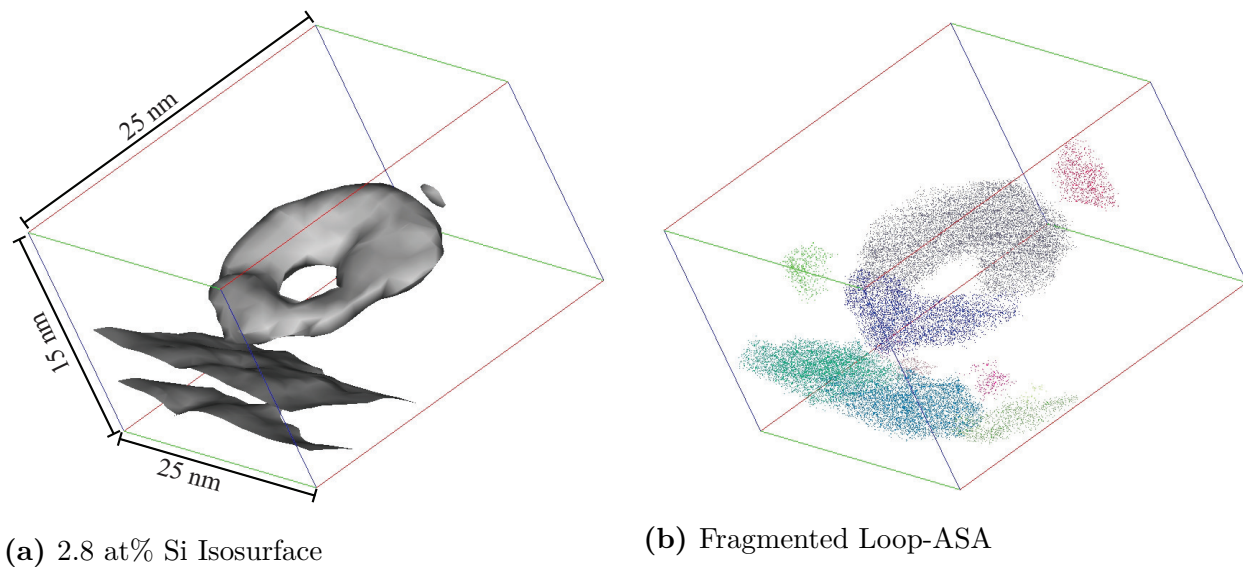 25 nm
15 nm
25 nm
(a) 2.8 at% Si Isosurface
(b) Fragmented Loop-ASA